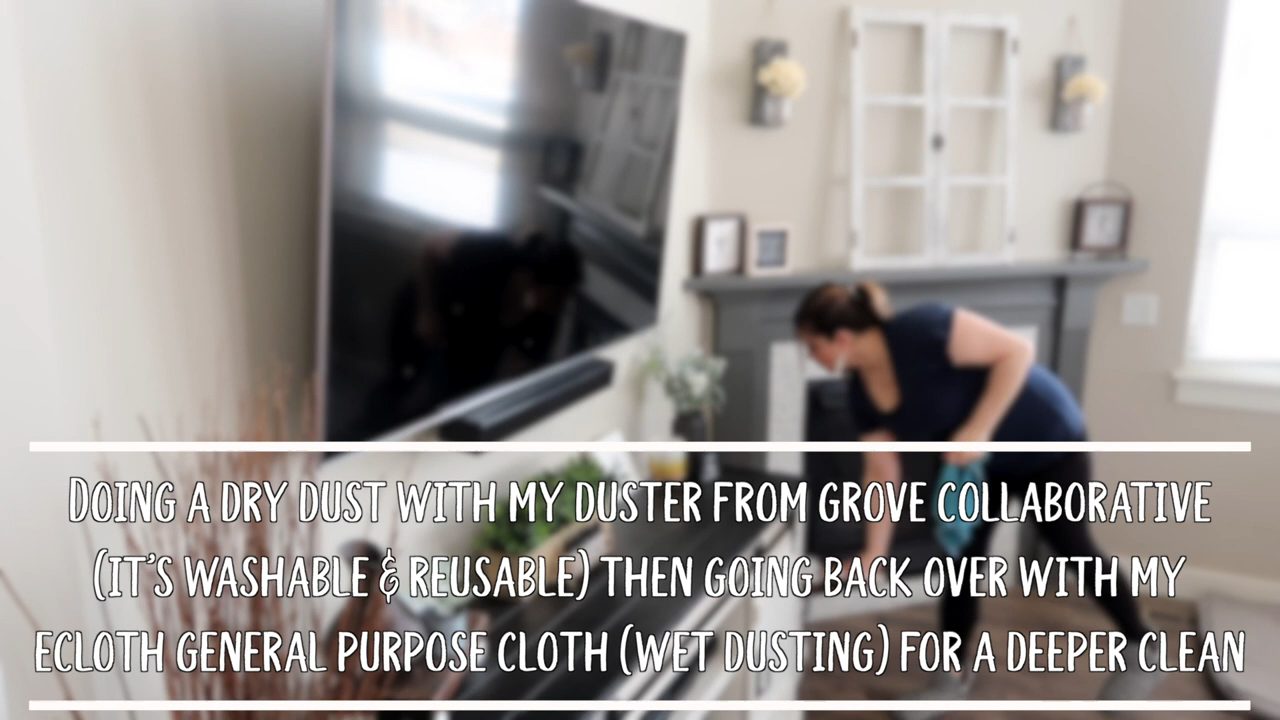 DOING A DRY DUST WITH MY DUSTER FROM GROVE COLLABORATIVE
(IT'S WASHABLE & REUSABLE) THEN GOING BACK OVER WITH MY
ECLOTH GENERAL PURPOSE CLOTH (WET DUSTING) FOR A DEEPER CLEAN